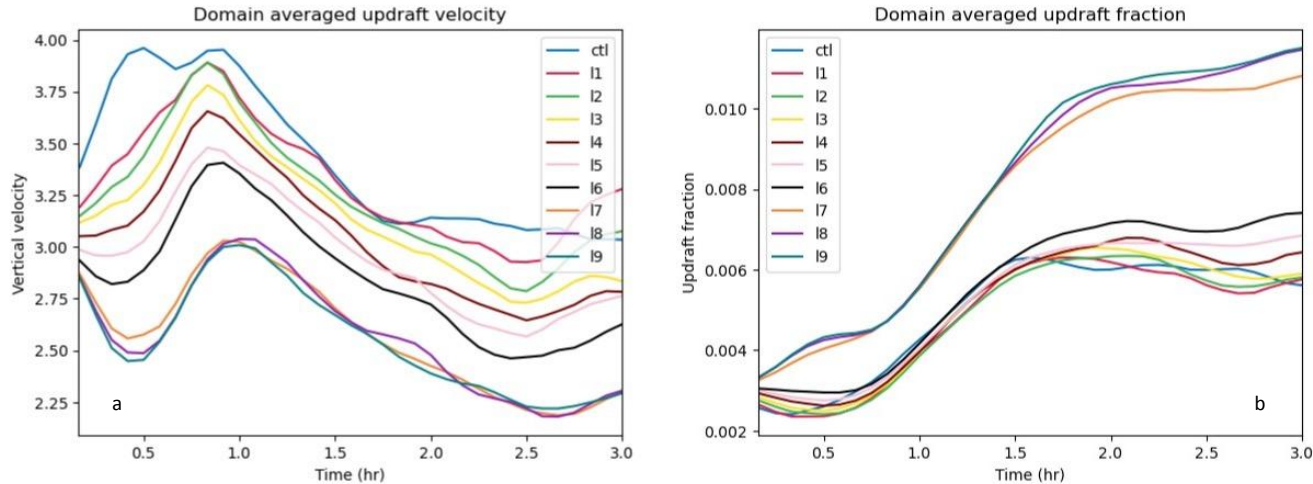 Domain averaged updraft velocity
Vertical velocity
4.00
3.75
3.50
3.25
3.00
2.75
2.50
2.25
ctl
l1
l2
l3
l4
l5
l6
l7
l8
l9
a
0.5
1.0
1.5
2.0
2.5
3.0
Time (hr)
Domain averaged updraft fraction
Updraft fraction
0.010
0.008
0.006
0.004
0.002
ctl
l1
l2
l3
l4
l5
l6
l7
l8
l9
b
0.5
1.0
1.5
2.0
2.5
3.0
Time (hr)